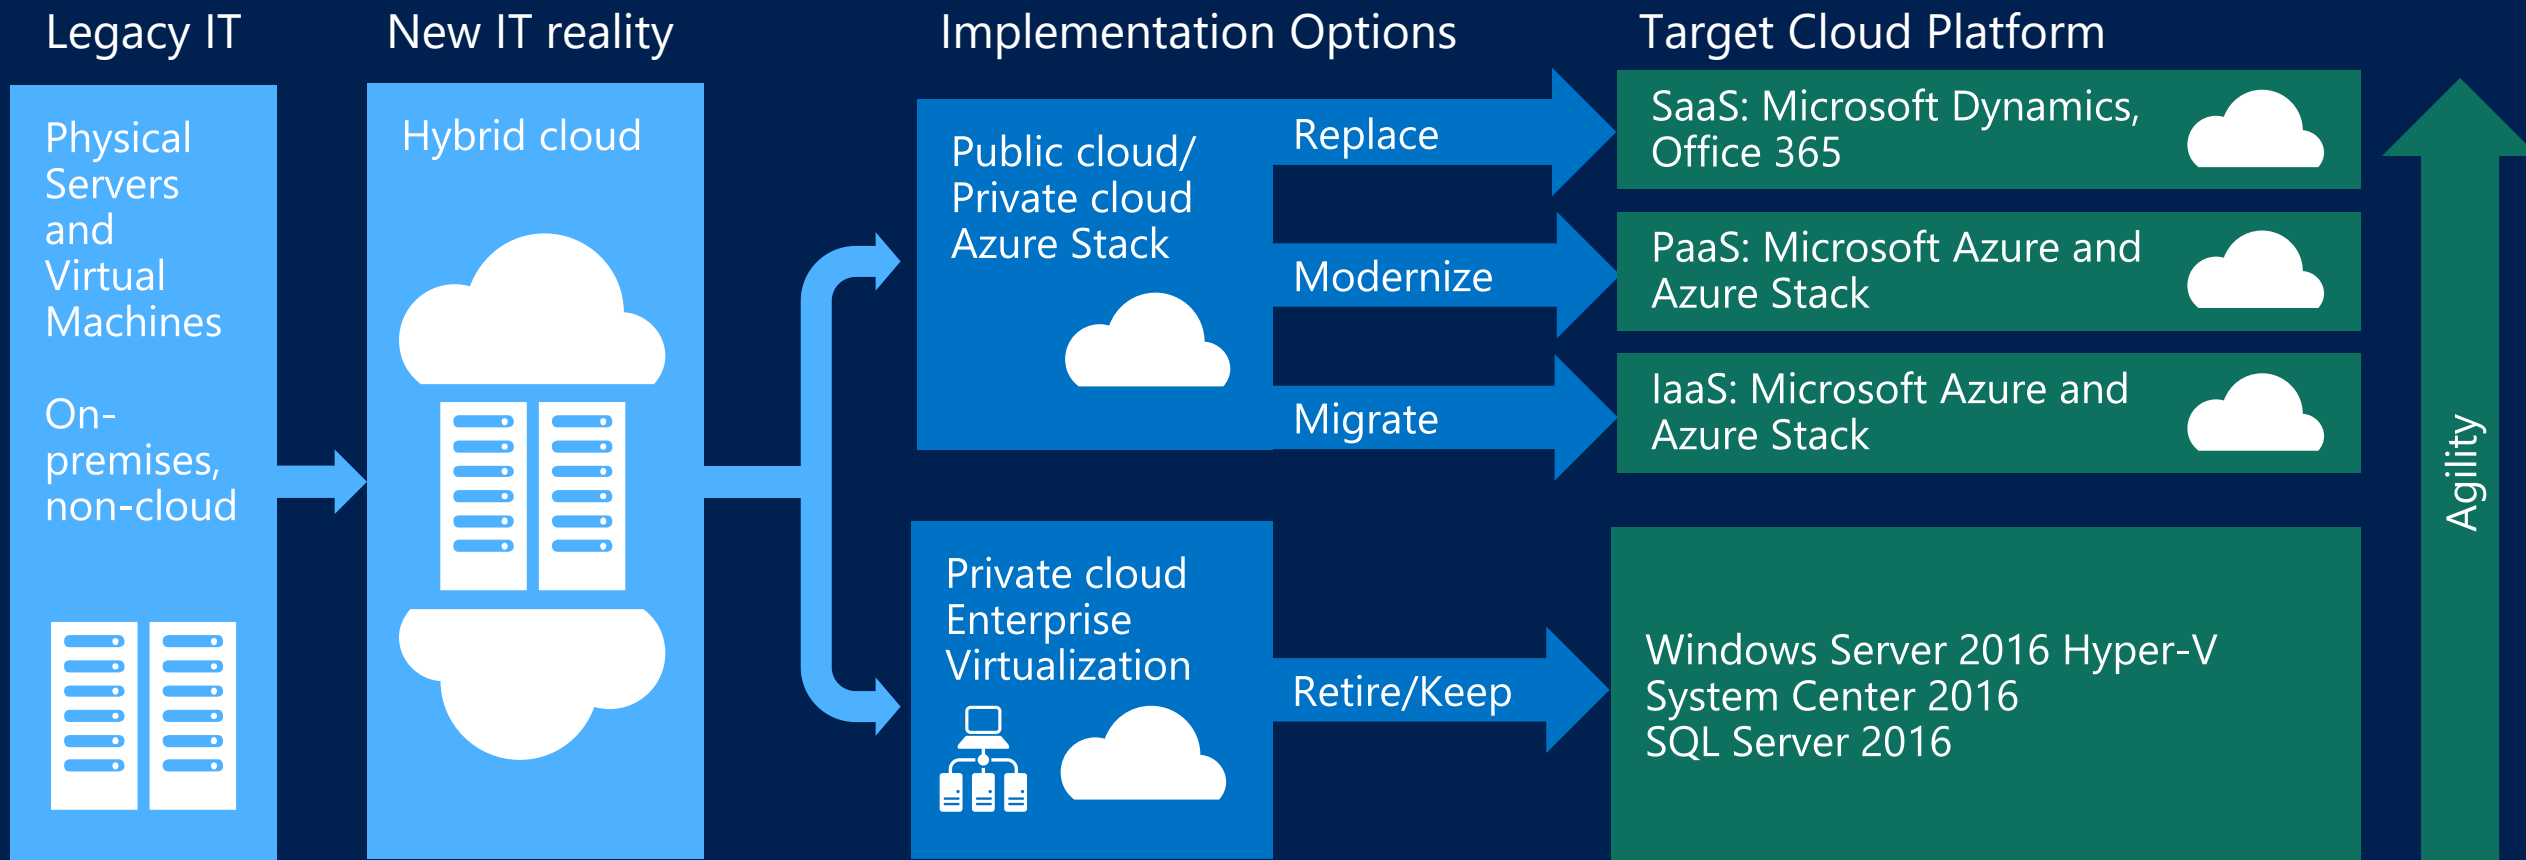 Legacy IT
New IT reality
Implementation Options
Target Cloud Platform
Physical
Servers
and
Virtual
Machines
On-
premises,
non-cloud
Hybrid cloud
Public cloud/
Private cloud
Azure Stack
Replace
Modernize
Migrate
SaaS: Microsoft Dynamics,
Office 365
PaaS: Microsoft Azure and
Azure Stack
IaaS: Microsoft Azure and
Azure Stack
Private cloud
Enterprise
Virtualization
Retire/Keep
Windows Server 2016 Hyper-V
System Center 2016
SQL Server 2016
Agility